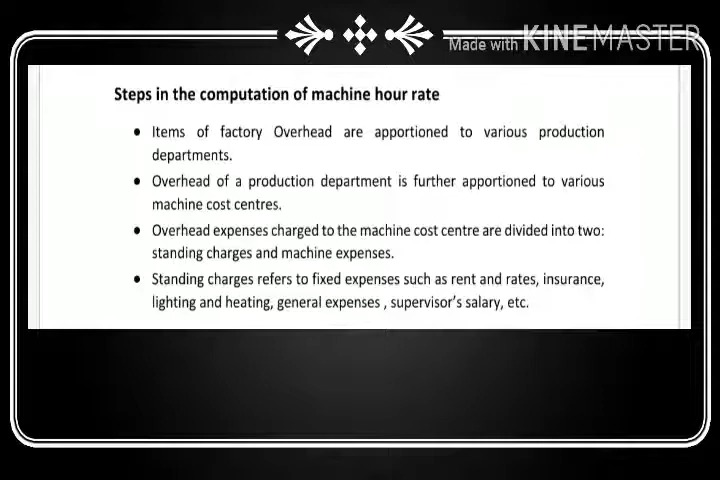 Made with KINEMASTER
Steps in the computation of machine hour rate
• Items of factory Overhead are apportioned to various production
departments.
• Overhead of a production department is further apportioned to various
machine cost centres.
• Overhead expenses charged to the machine cost centre are divided into two:
standing charges and machine expenses.
• Standing charges refers to fixed expenses such as rent and rates, insurance,
lighting and heating, general expenses , supervisor's salary, etc.